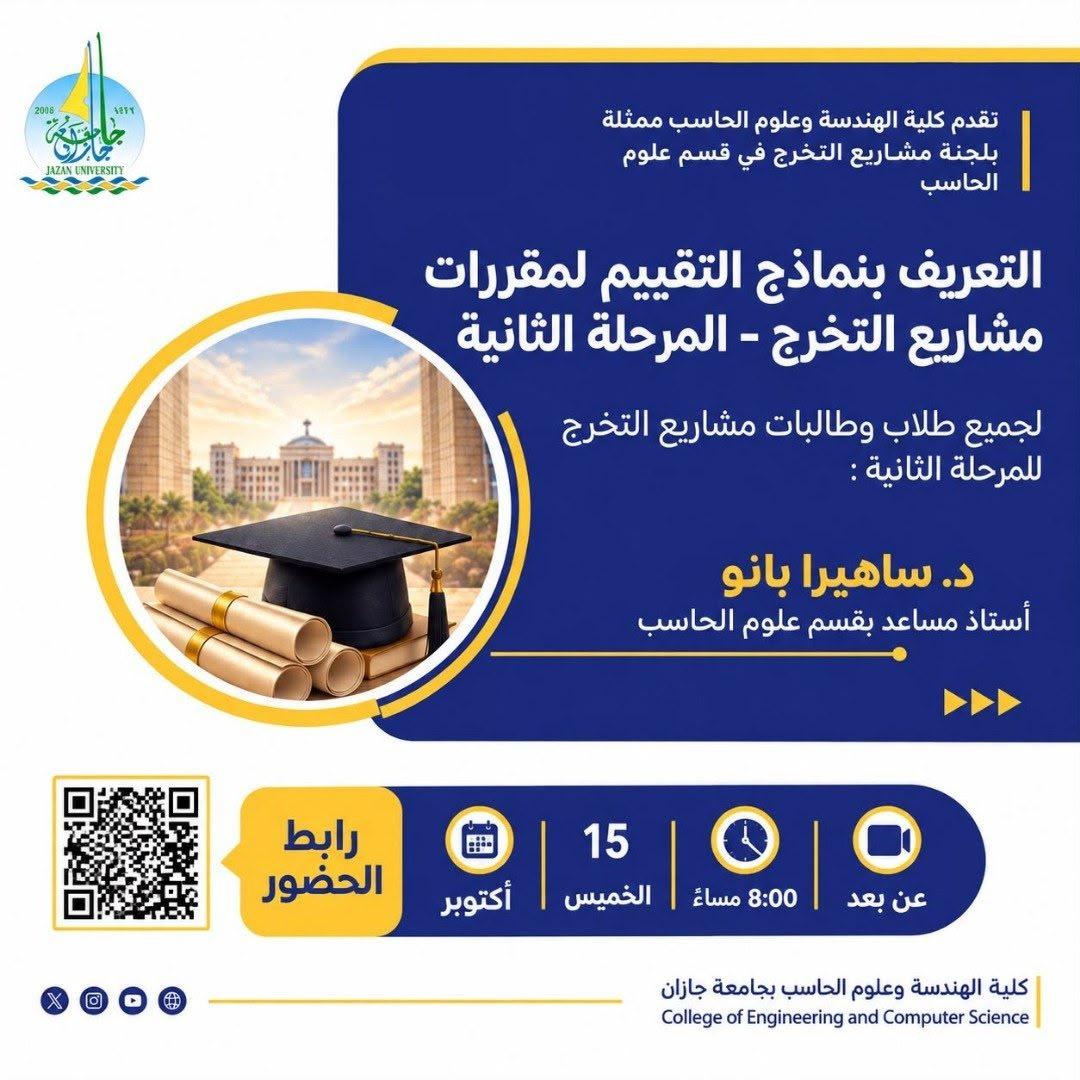 2006 ١٤٢٦
جامعة جازان
JAZAN UNIVERSITY
تقدم كلية الهندسة وعلوم الحاسب ممثلة
بلجنة مشاريع التخرج في قسم علوم
الحاسب
التعريف بنماذج التقييم لمقررات
مشاريع التخرج - المرحلة الثانية
لجميع طلاب وطالبات مشاريع التخرج
للمرحلة الثانية :
د. ساهيرا بانو
أستاذ مساعد بقسم علوم الحاسب
عن بعد
8:00 مساءً
15
الخميس
أكتوبر
رابط
الحضور
كلية الهندسة وعلوم الحاسب بجامعة جازان
College of Engineering and Computer Science